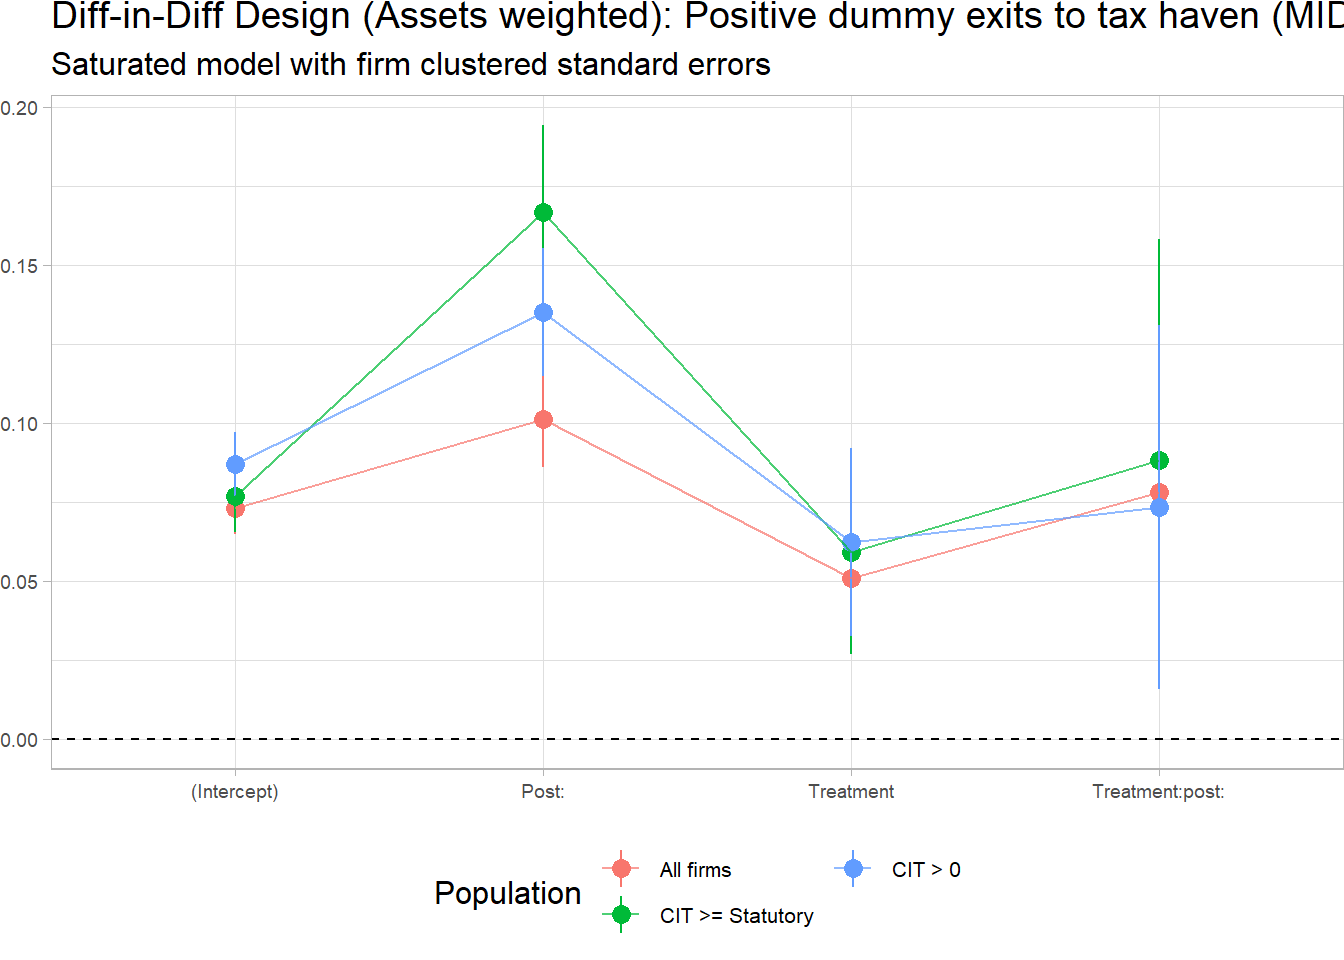 Diff-in-Diff Design (Assets weighted): Positive dummy exits to tax haven (MID
Saturated model with firm clustered standard errors
0.20
0.15
0.10
0.05
0.00
(Intercept) Post: Treatment Treatment:post:
Population
All firms
CIT >= Statutory
CIT > 0